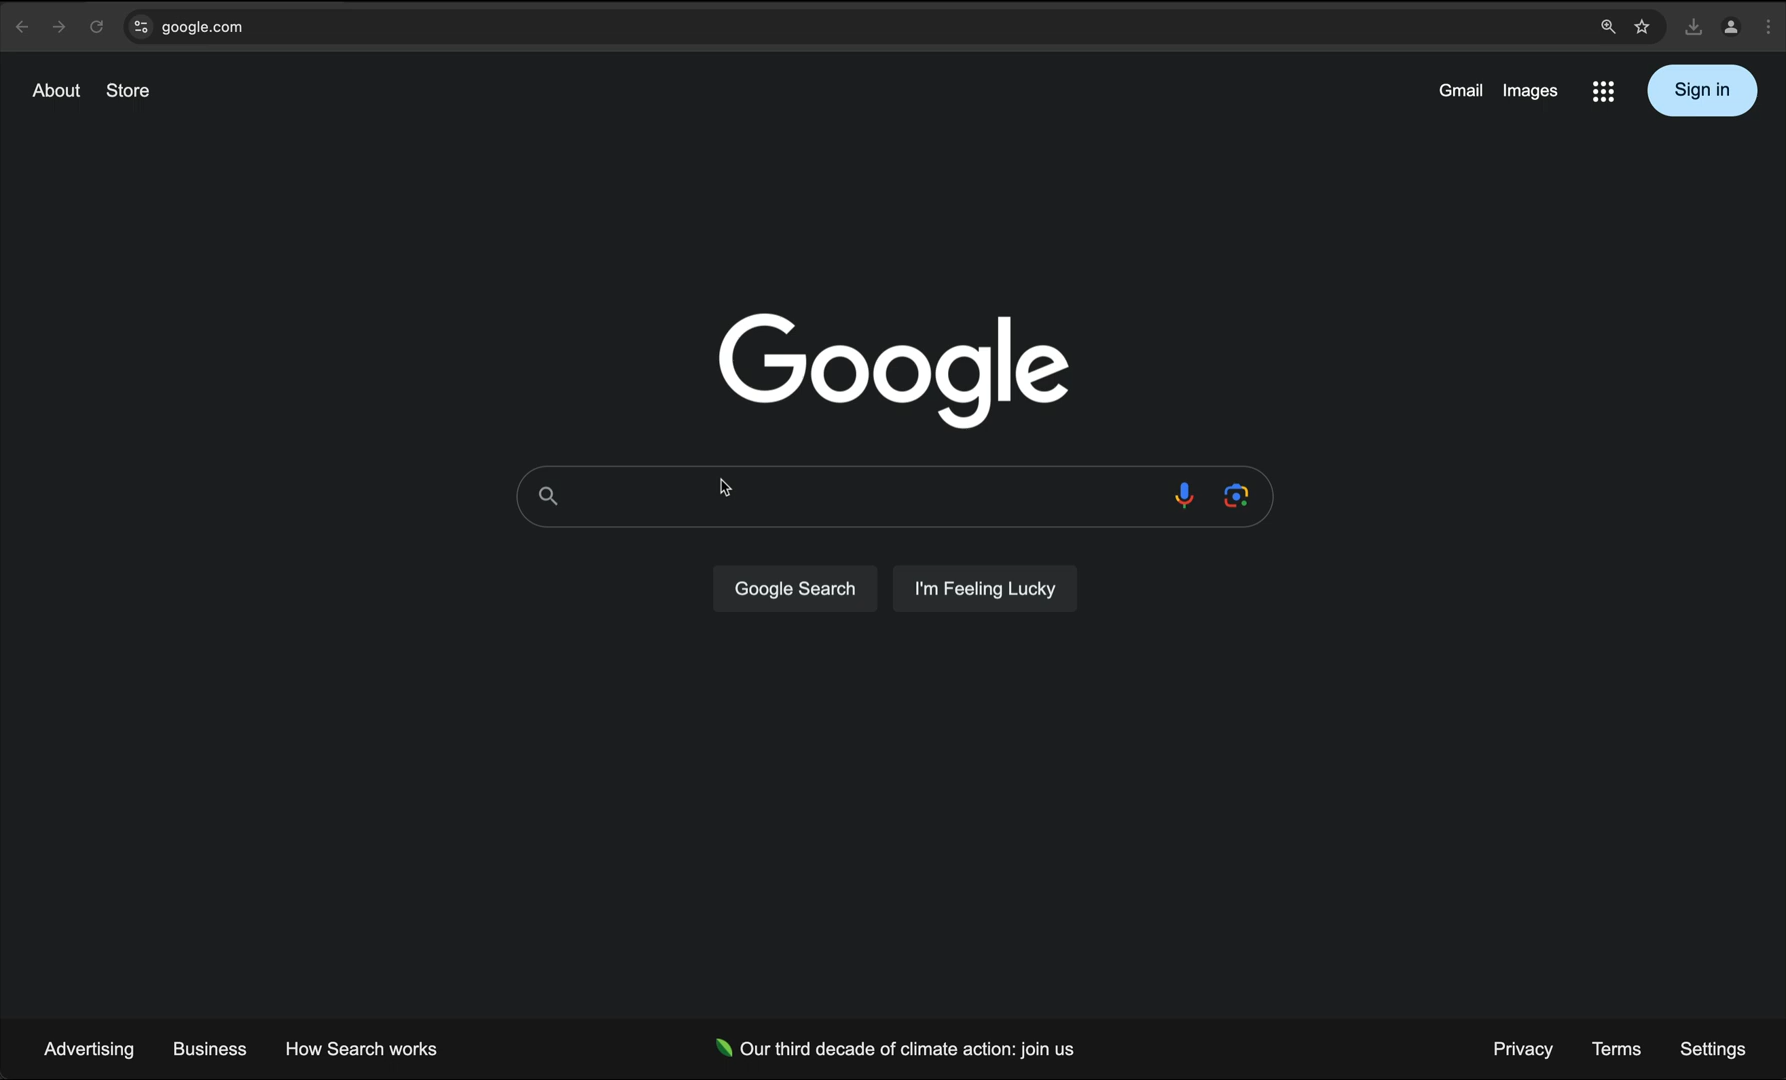 google.com
About Store Gmail Images Sign in
Google
Google Search I'm Feeling Lucky
Advertising Business How Search works Our third decade of climate action: join us Privacy Terms Settings